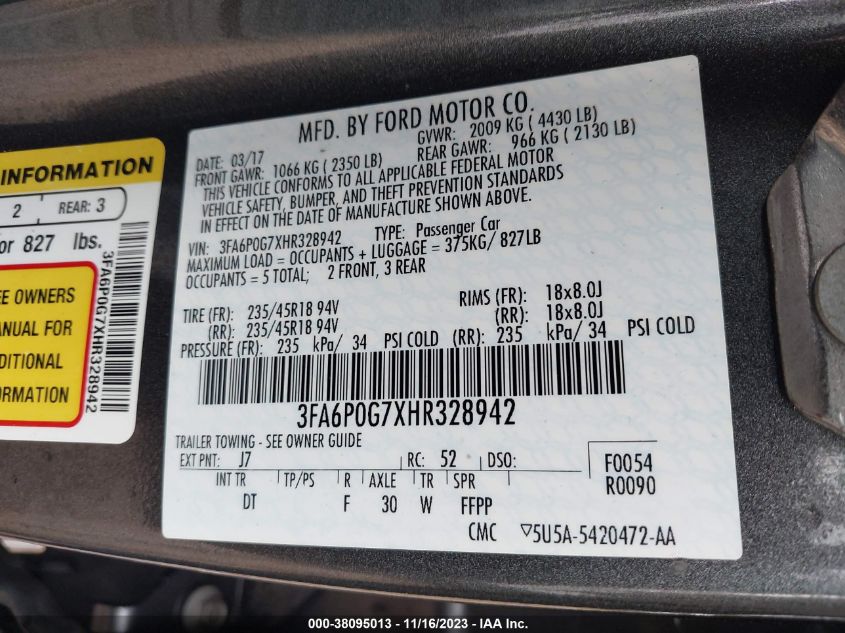 INFORMATION
2 REAR: 3
or 827 lbs.
3FA6P0G7XHR328942
EE OWNERS
ANUAL FOR
DITIONAL
ORMATION
MFD. BY FORD MOTOR CO.
DATE: 03/17 GVWR: 2009 KG ( 4430 LB)
FRONT GAWR: 1066 KG ( 2350 LB) REAR GAWR: 966 KG ( 2130 LB)
THIS VEHICLE CONFORMS TO ALL APPLICABLE FEDERAL MOTOR
VEHICLE SAFETY, BUMPER, AND THEFT PREVENTION STANDARDS
IN EFFECT ON THE DATE OF MANUFACTURE SHOWN ABOVE.
VIN: 3FA6P0G7XHR328942 TYPE: Passenger Car
MAXIMUM LOAD = OCCUPANTS + LUGGAGE = 375KG/ 827LB
OCCUPANTS = 5 TOTAL; 2 FRONT, 3 REAR
TIRE (FR): 235/45R18 94V RIMS (FR): 18x8.0J
(RR): 235/45R18 94V (RR): 18x8.0J
PRESSURE (FR): 235 kPa/ 34 PSI COLD (RR): 235 kPa/ 34 PSI COLD
3FA6P0G7XHR328942
TRAILER TOWING - SEE OWNER GUIDE
EXT PNT: J7 RC: 52 DSO: F0054
INT TR TP/PS R AXLE TR SPR R0090
DT F 30 W FFPP
CMC ▽5U5A-5420472-AA
000-38095013 - 11/16/2023 - IAA Inc.